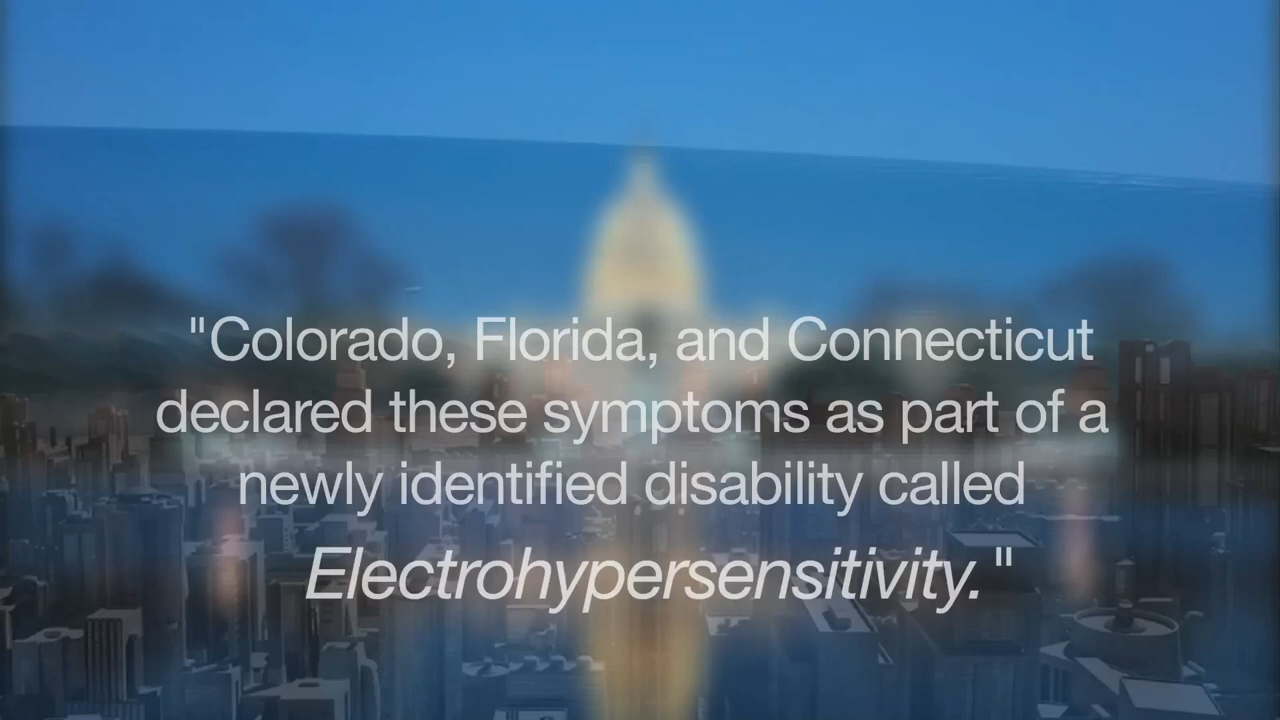 "Colorado, Florida, and Connecticut
declared these symptoms as part of a
newly identified disability called
Electrohypersensitivity."